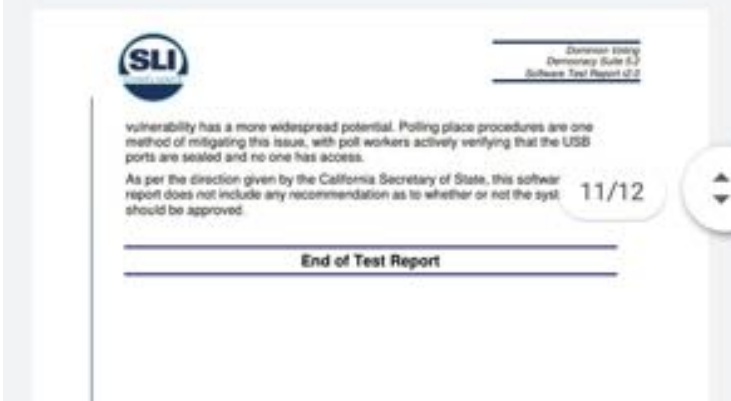 SLI
COMPLIANCE
Dominion Voting
Democracy Suite 5.2
Software Test Report v2.0
vulnerability has a more widespread potential. Polling place procedures are one
method of mitigating this issue, with poll workers actively verifying that the USB
ports are sealed and no one has access.
As per the direction given by the California Secretary of State, this softwar
report does not include any recommendation as to whether or not the syst
should be approved.
11/12
End of Test Report